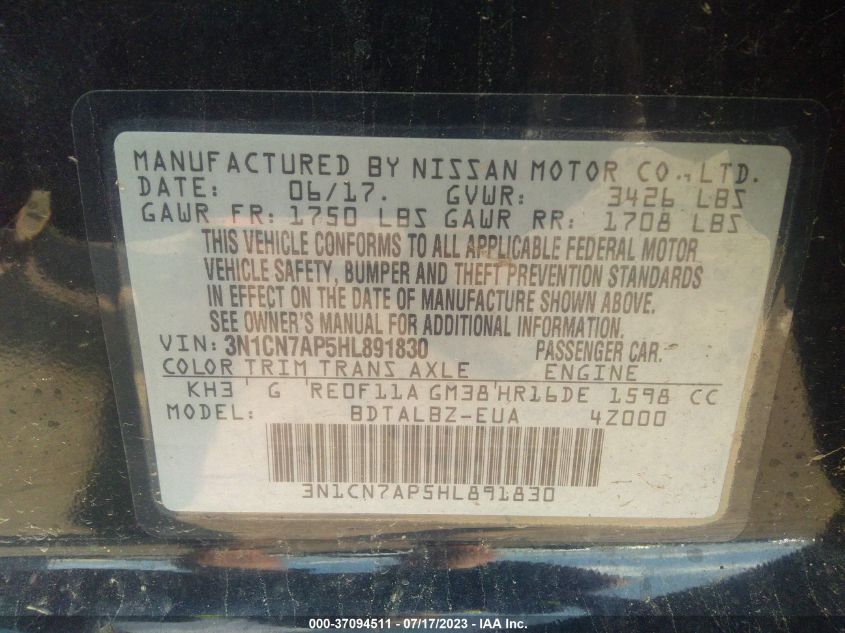 MANUFACTURED BY NISSAN MOTOR CO.,LTD.
DATE: 06/17. GVWR: 3426 LBS
GAWR FR: 1750 LBS GAWR RR: 1708 LBS
THIS VEHICLE CONFORMS TO ALL APPLICABLE FEDERAL MOTOR
VEHICLE SAFETY, BUMPER AND THEFT PREVENTION STANDARDS
IN EFFECT ON THE DATE OF MANUFACTURE SHOWN ABOVE.
SEE OWNER'S MANUAL FOR ADDITIONAL INFORMATION.
VIN: 3N1CN7AP5HL891830 PASSENGER CAR.
COLOR TRIM TRANS AXLE ENGINE
KH3 G RE0F11A GM38 HR16DE 1598 CC
MODEL: BDTALBZ-EUA 4Z000
3N1CN7AP5HL891830
000-37094511 - 07/17/2023 - IAA Inc.